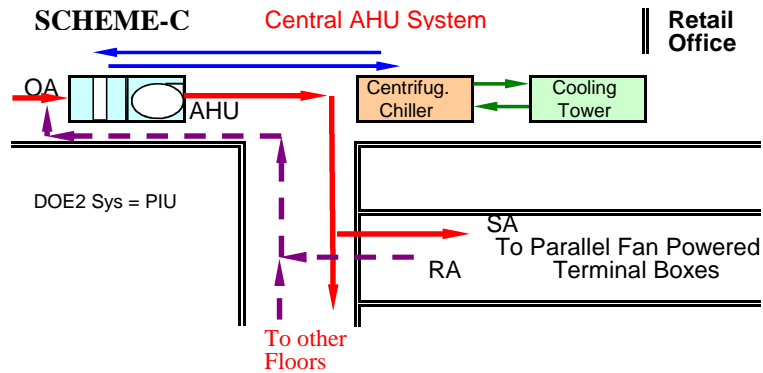 SCHEME-C
Central AHU System
Retail
Office
OA
AHU
Centrifug.
Chiller
Cooling
Tower
DOE2 Sys = PIU
SA
To Parallel Fan Powered
Terminal Boxes
RA
To other
Floors